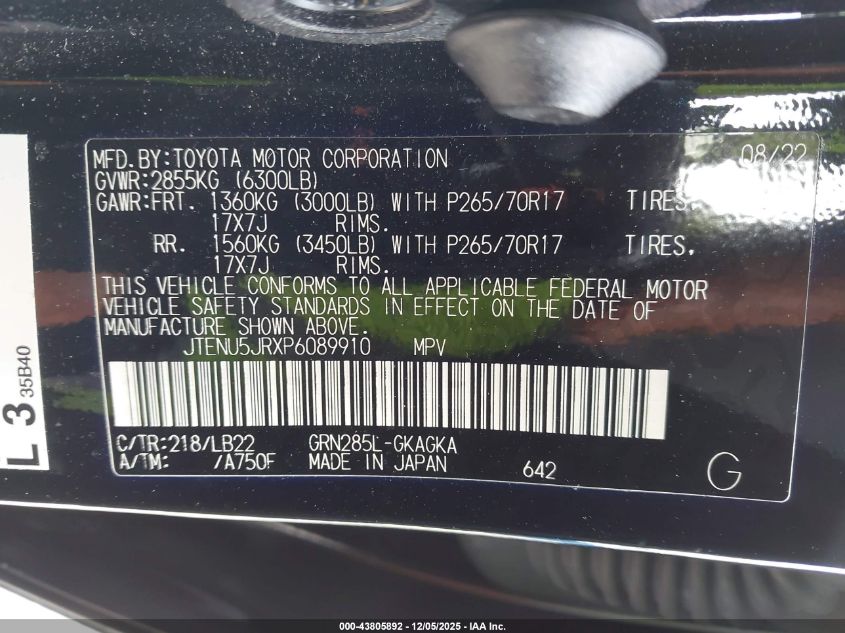 MFD.BY:TOYOTA MOTOR CORPORATION 08/22
GVWR:2855KG (6300LB)
GAWR:FRT. 1360KG (3000LB) WITH P265/70R17 TIRES,
17X7J RIMS.
RR. 1560KG (3450LB) WITH P265/70R17 TIRES,
17X7J RIMS.
THIS VEHICLE CONFORMS TO ALL APPLICABLE FEDERAL MOTOR
VEHICLE SAFETY STANDARDS IN EFFECT ON THE DATE OF
MANUFACTURE SHOWN ABOVE.
JTENU5JRXP6089910 MPV
C/TR:218/LB22 GRN285L-GKAGKA
A/TM: /A750F MADE IN JAPAN 642 G
L 3 35B40
000-43805892 - 12/05/2025 - IAA Inc.